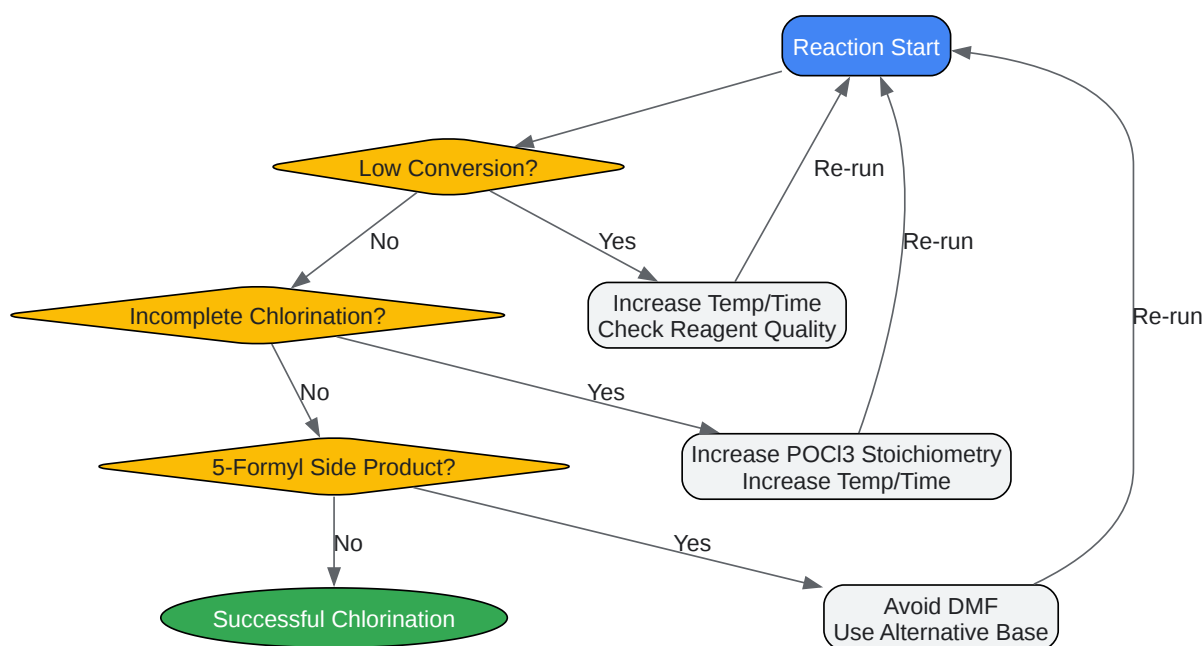 Reaction Start
Low Conversion?
Re-run
No
Yes
Re-run
Increase Temp/Time
Check Reagent Quality
Incomplete Chlorination?
Re-run
No
Yes
Increase POCl3 Stoichiometry
Increase Temp/Time
5-Formyl Side Product?
No
Yes
Avoid DMF
Use Alternative Base
Successful Chlorination